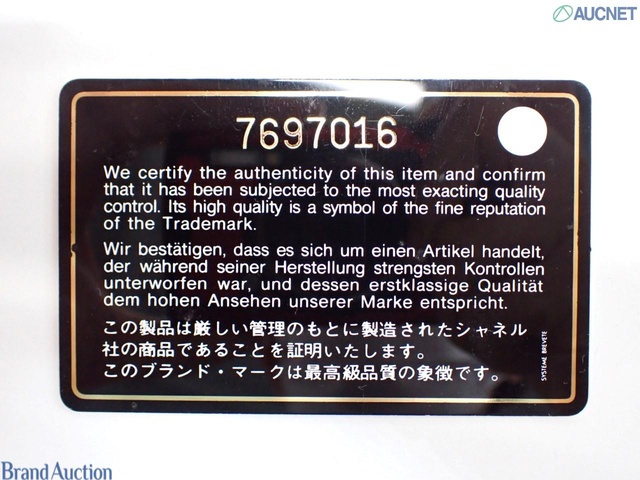 AUCNET
7697016
We certify the authenticity of this item and confirm
that it has been subjected to the most exacting quality
control. Its high quality is a symbol of the fine reputation
of the Trademark.
Wir bestätigen, dass es sich um einen Artikel handelt,
der während seiner Herstellung strengsten Kontrollen
unterworfen war, und dessen erstklassige Qualität
dem hohen Ansehen unserer Marke entspricht.
この製品は厳しい管理のもとに製造されたシャネル
社の商品であることを証明いたします。
このブランド・マークは最高級品質の象徴です。
SYSTEME BREVETE
Brand Auction